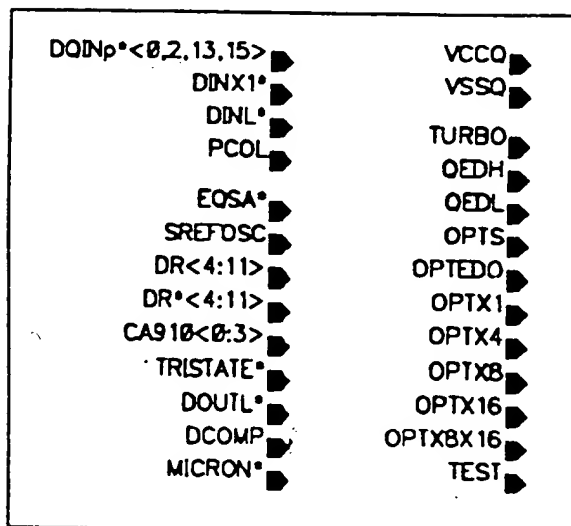 DQINp*<0,2,13,15>
DINX1*
DINL*
PCOL
EQSA*
SREFOSC
DR<4:11>
DR*<4:11>
CA910<0:3>
TRISTATE*
DOUTL*
DCOMP
MICRON*
VCCQ
VSSQ
TURBO
OEDH
OEDL
OPTS
OPTEDO
OPTX1
OPTX4
OPTX8
OPTX16
OPTX8X16
TEST